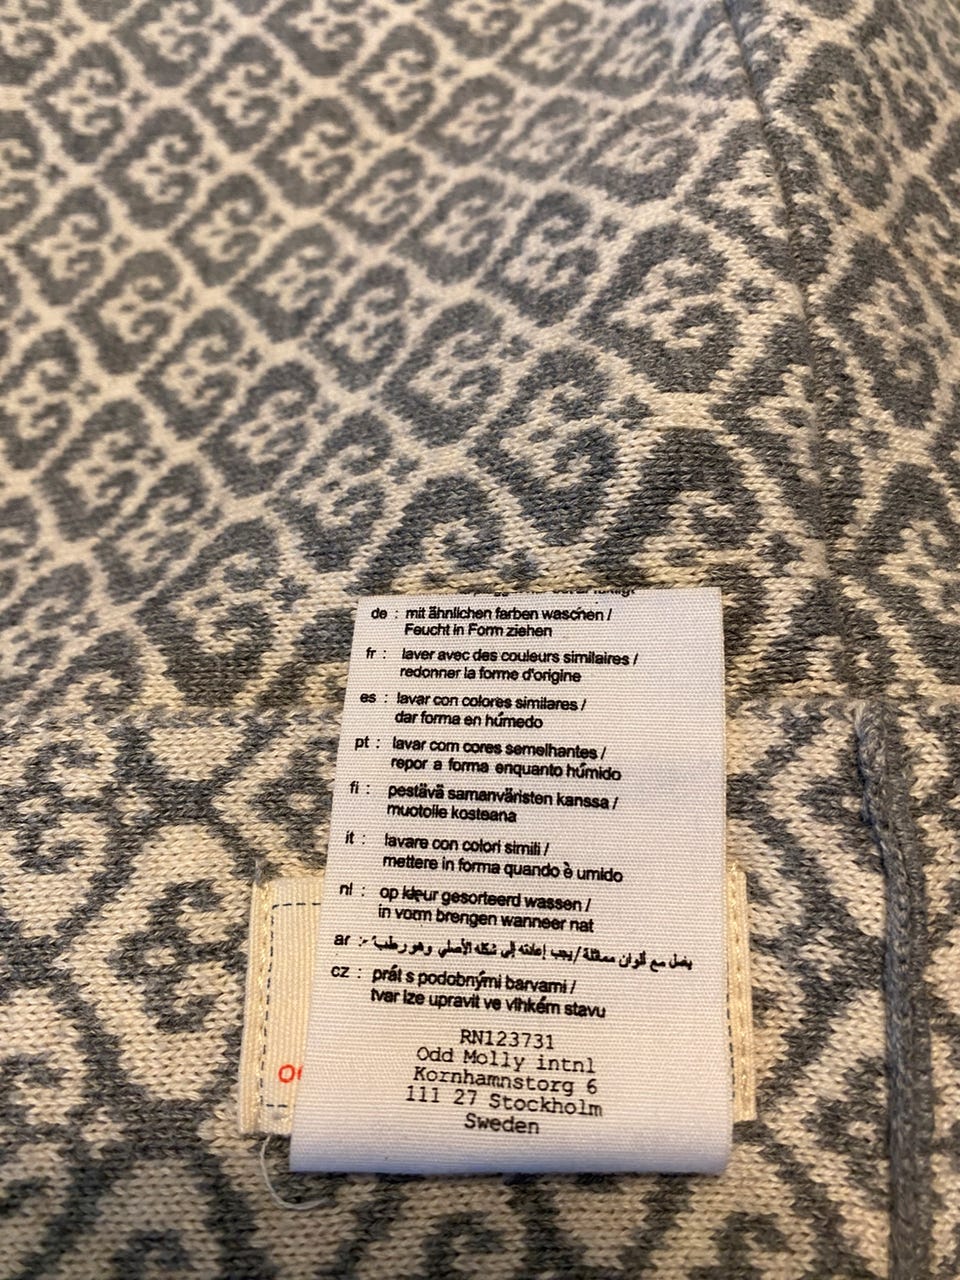 de : mit ähnlichen farben waschen /
Feucht in Form ziehen
fr : laver avec des couleurs similaires /
redonner la forme d'origine
es : lavar con colores similares /
dar forma en húmedo
pt : lavar com cores semelhantes /
repor a forma enquanto húmido
fi : pestävä samanväristen kanssa /
muotoile kosteana
it : lavare con colori simili /
mettere in forma quando è umido
nl : op kleur gesorteerd wassen /
in vorm brengen wanneer nat
ar :- يغسل مع ألوان مماثلة / يجب إعادته إلى شكله الأصلي وهو رطب
cz : prát s podobnými barvami /
tvar lze upravit ve vlhkém stavu
RN123731
Odd Molly intnl
Kornhamnstorg 6
111 27 Stockholm
Sweden